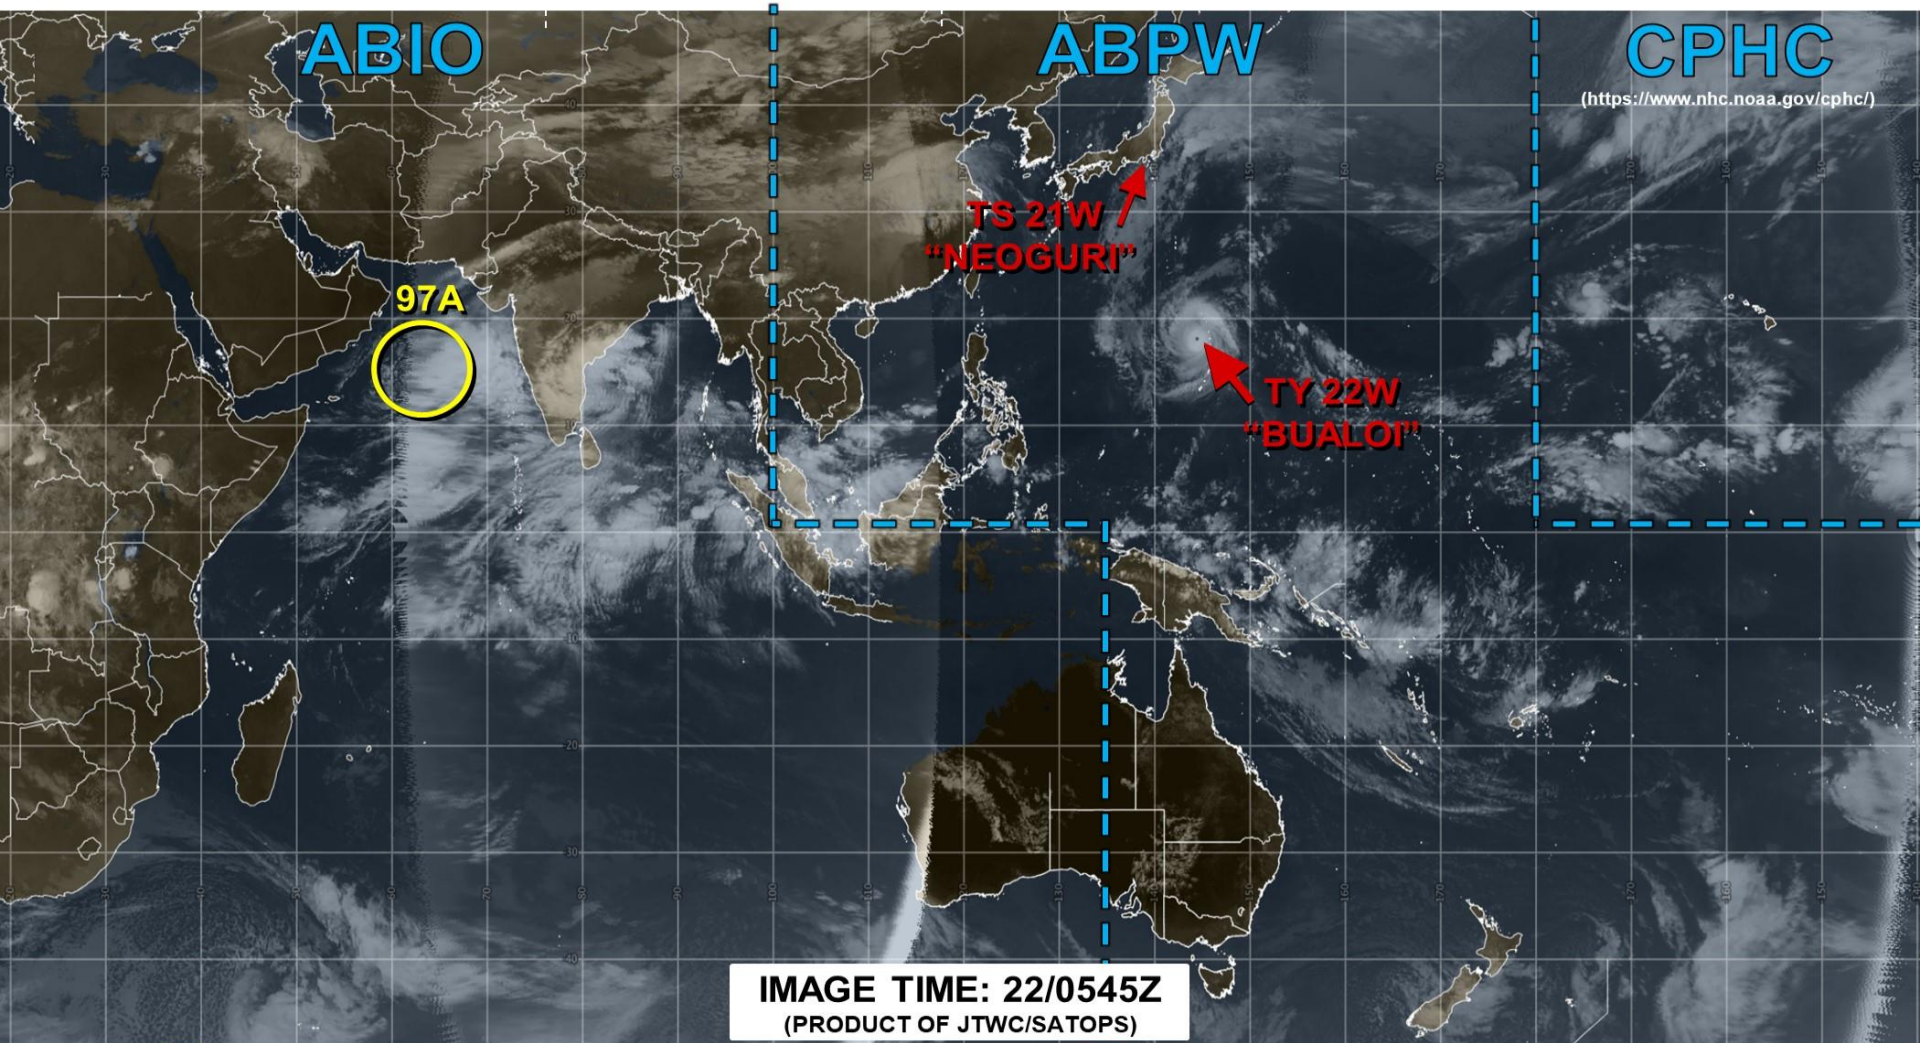 ABIO
ABPW
CPHC
(https://www.nhc.noaa.gov/cphc/)
TS 21W
“NEOGURI”
97A
TY 22W
“BUALOI”
IMAGE TIME: 22/0545Z
(PRODUCT OF JTWC/SATOPS)